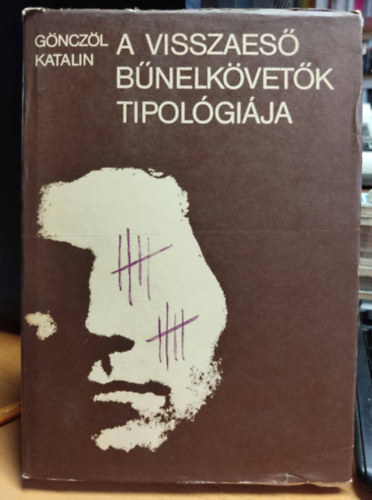 GÖNCZÖL
KATALIN
A VISSZAESŐ
BŰNELKÖVETŐK
TIPOLÓGIÁJA